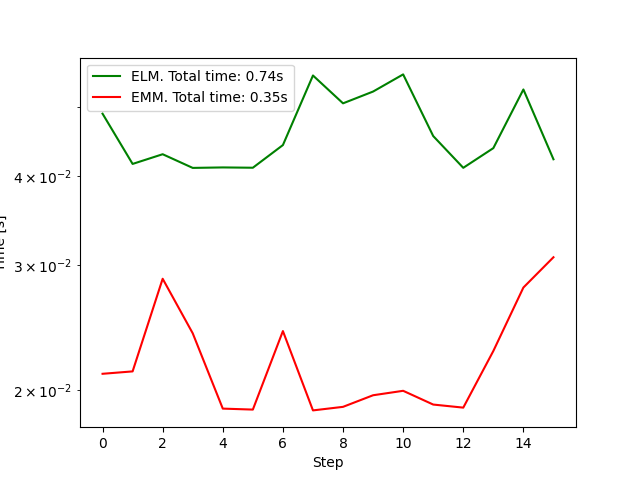 ELM. Total time: 0.74s
EMM. Total time: 0.35s
4 × 10⁻²
3 × 10⁻²
2 × 10⁻²
0 2 4 6 8 10 12 14
Step